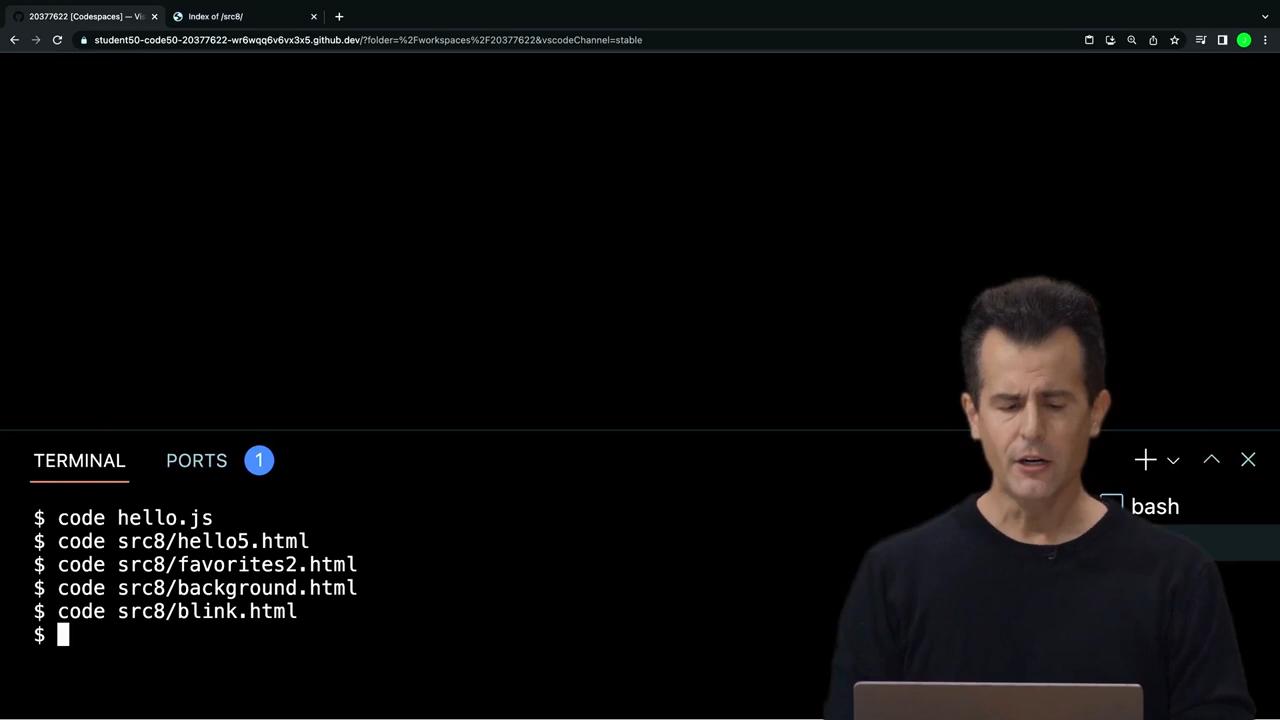 20377622 [Codespaces] — Vis
Index of /src8/
student50-code50-20377622-wr6wqq6v6vx3x5.github.dev/?folder=%2Fworkspaces%2F20377622&vscodeChannel=stable
J
TERMINAL
PORTS
1
$ code hello.js
bash
$ code src8/hello5.html
$ code src8/favorites2.html
$ code src8/background.html
$ code src8/blink.html
$